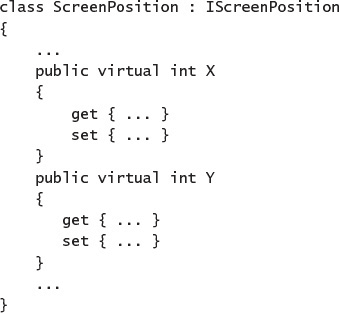 class ScreenPosition : IScreenPosition
{
    ...
    public virtual int X
    {
        get { ... }
        set { ... }
    }
    public virtual int Y
    {
       get { ... }
       set { ... }
    }
    ...
}